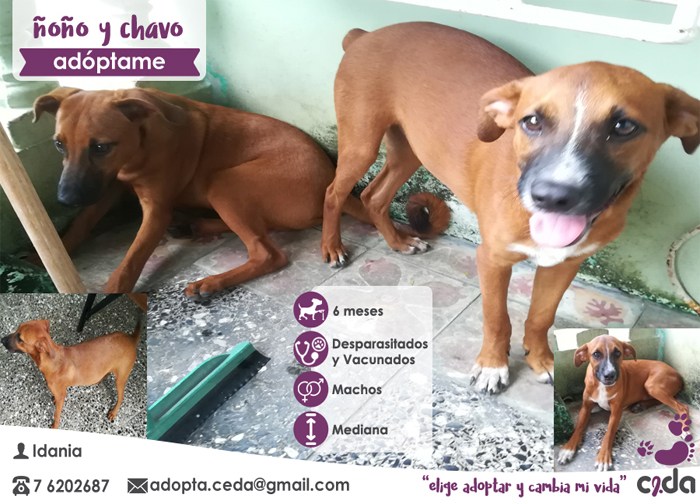 ñoño y chavo
adóptame
6 meses
Desparasitados
y Vacunados
Machos
Mediana
Idania
7 6202687
adopta.ceda@gmail.com
“elige adoptar y cambia mi vida”
ceda